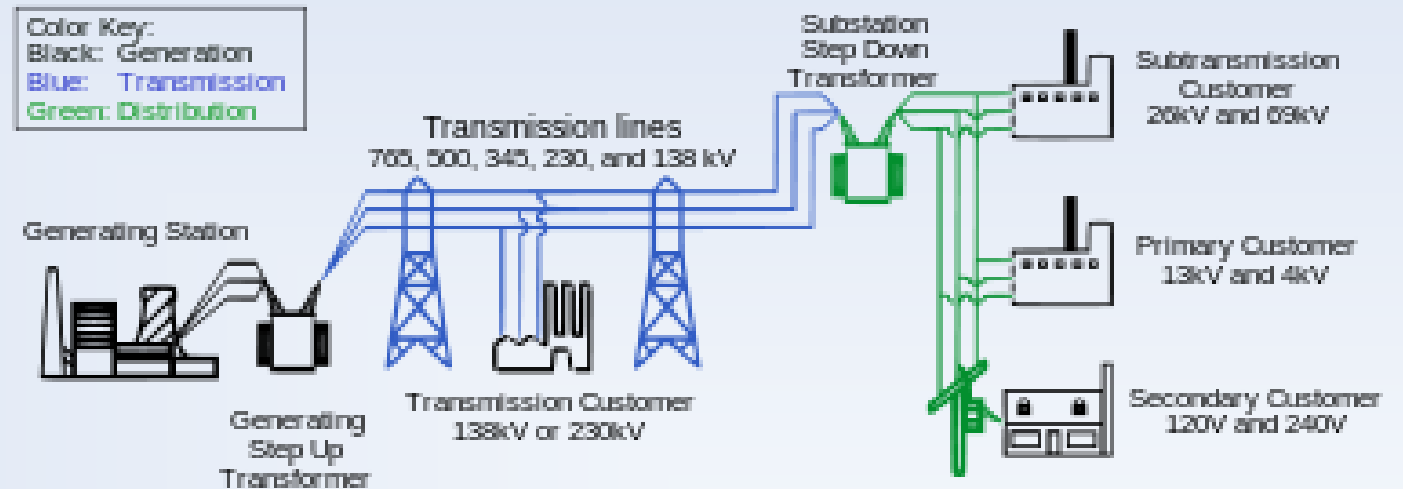 Color Key:
Black: Generation
Blue: Transmission
Green: Distribution
Substation
Step Down
Transformer
Subtransmission
Customer
26kV and 69kV
Transmission lines
765, 500, 345, 230, and 138 kV
Generating Station
Primary Customer
13kV and 4kV
Transmission Customer
138kV or 230kV
Generating
Step Up
Transformer
Secondary Customer
120V and 240V